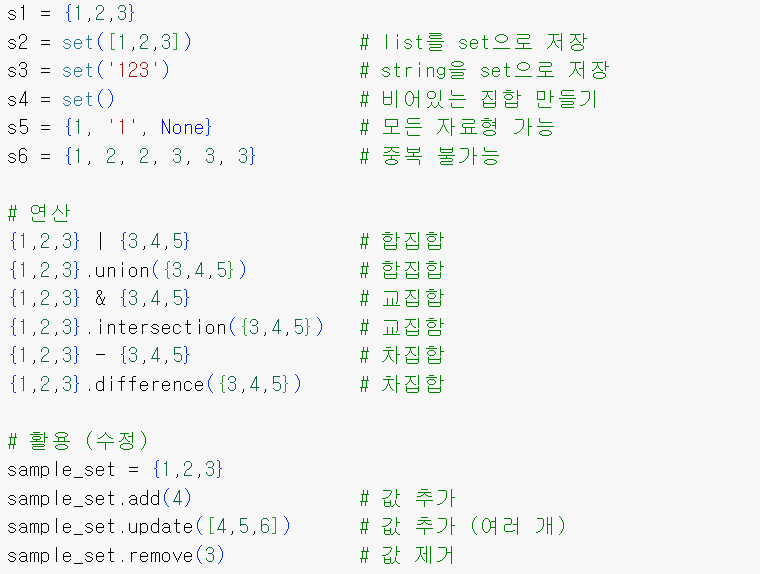 s1 = {1,2,3}
s2 = set([1,2,3]) # list를 set으로 저장
s3 = set('123') # string을 set으로 저장
s4 = set() # 비어있는 집합 만들기
s5 = {1, '1', None} # 모든 자료형 가능
s6 = {1, 2, 2, 3, 3, 3} # 중복 불가능
# 연산
{1,2,3} | {3,4,5} # 합집합
{1,2,3}.union({3,4,5}) # 합집합
{1,2,3} & {3,4,5} # 교집합
{1,2,3}.intersection({3,4,5}) # 교집함
{1,2,3} - {3,4,5} # 차집합
{1,2,3}.difference({3,4,5}) # 차집합
# 활용 (수정)
sample_set = {1,2,3}
sample_set.add(4) # 값 추가
sample_set.update([4,5,6]) # 값 추가 (여러 개)
sample_set.remove(3) # 값 제거